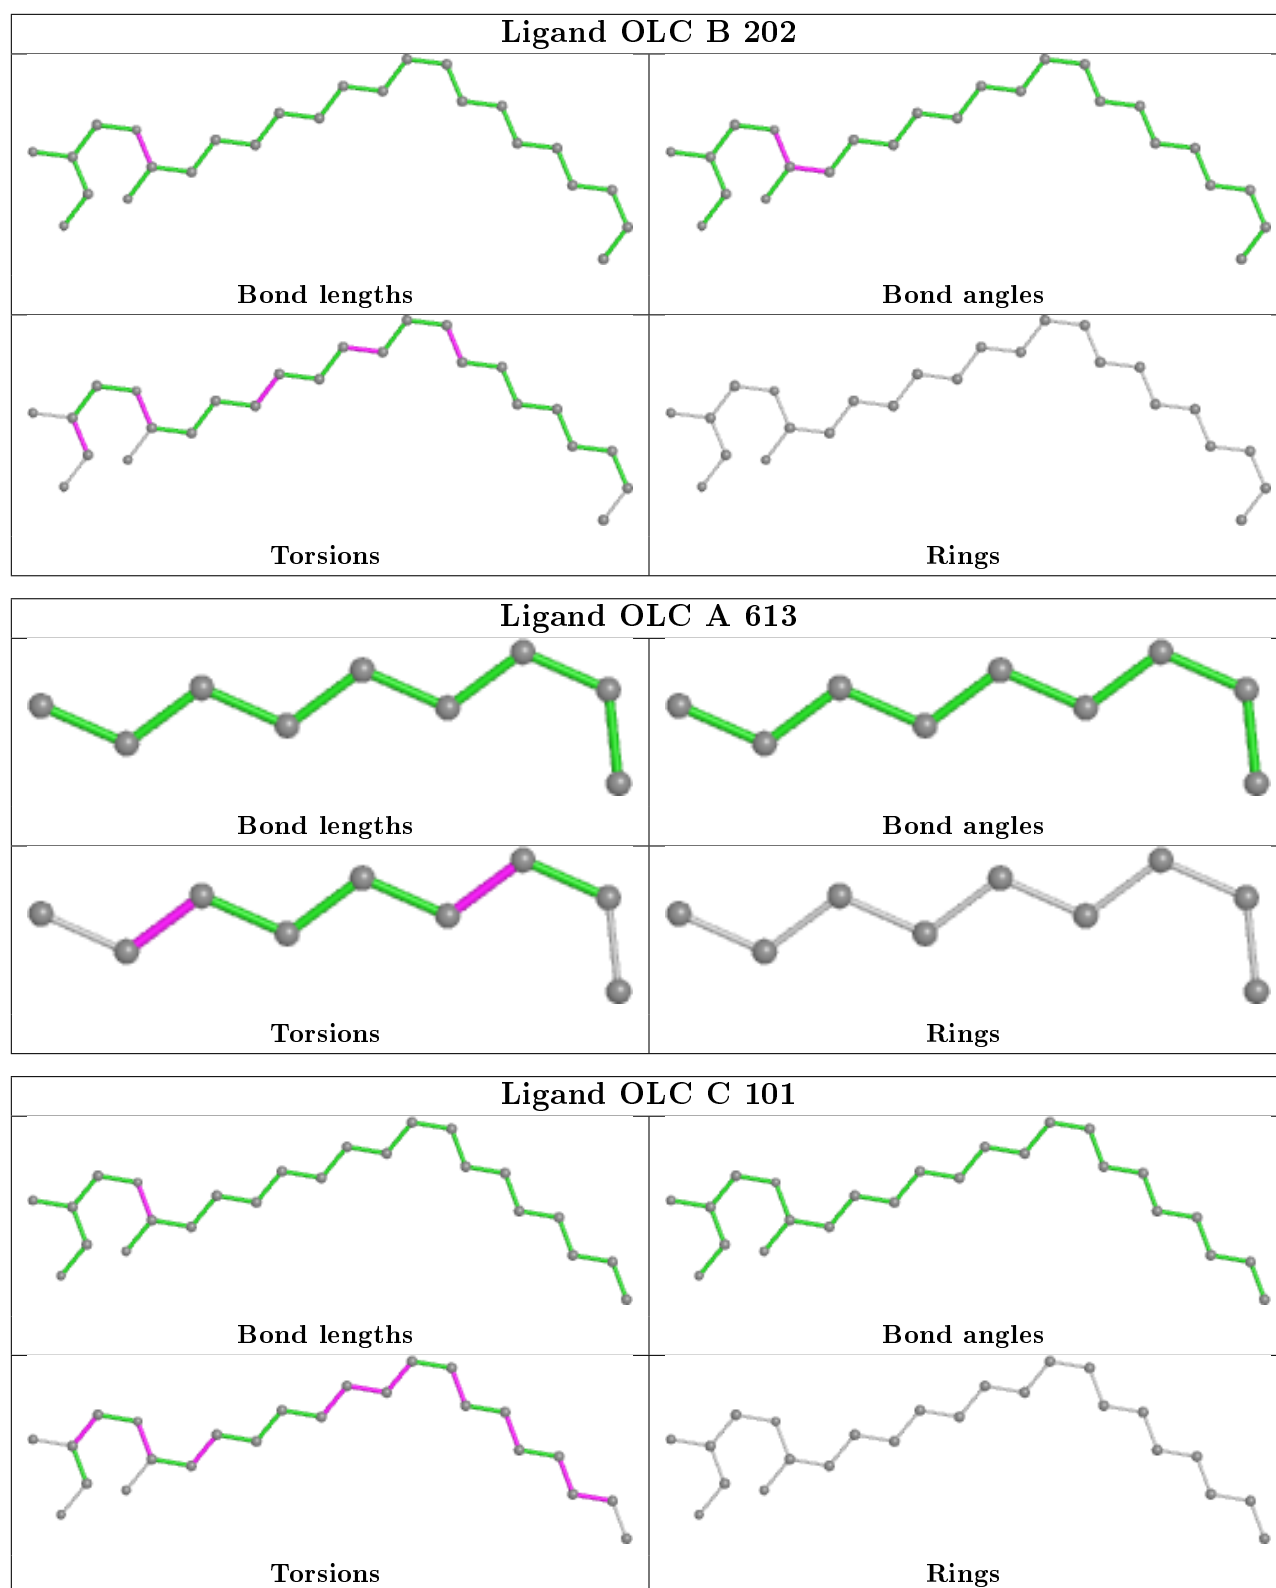 Ligand OLC B 202
Bond lengths
Bond angles
Torsions
Rings
Ligand OLC A 613
Bond lengths
Bond angles
Torsions
Rings
Ligand OLC C 101
Bond lengths
Bond angles
Torsions
Rings